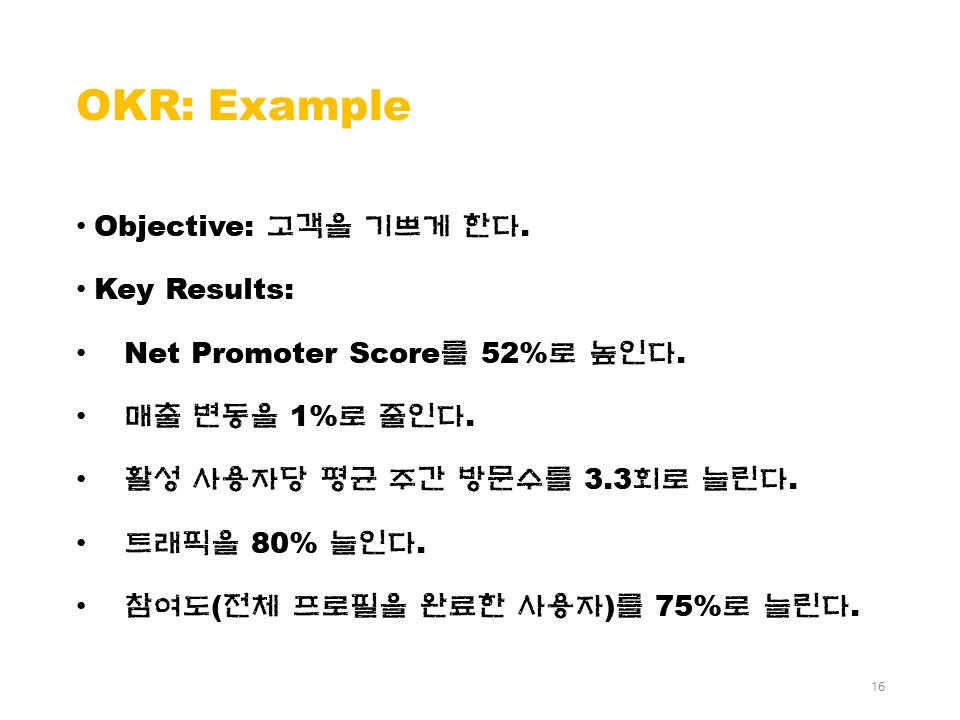 OKR: Example
• Objective: 고객을 기쁘게 한다.
• Key Results:
• Net Promoter Score를 52%로 높인다.
• 매출 변동을 1%로 줄인다.
• 활성 사용자당 평균 주간 방문수를 3.3회로 늘린다.
• 트래픽을 80% 늘인다.
• 참여도(전체 프로필을 완료한 사용자)를 75%로 늘린다.
16